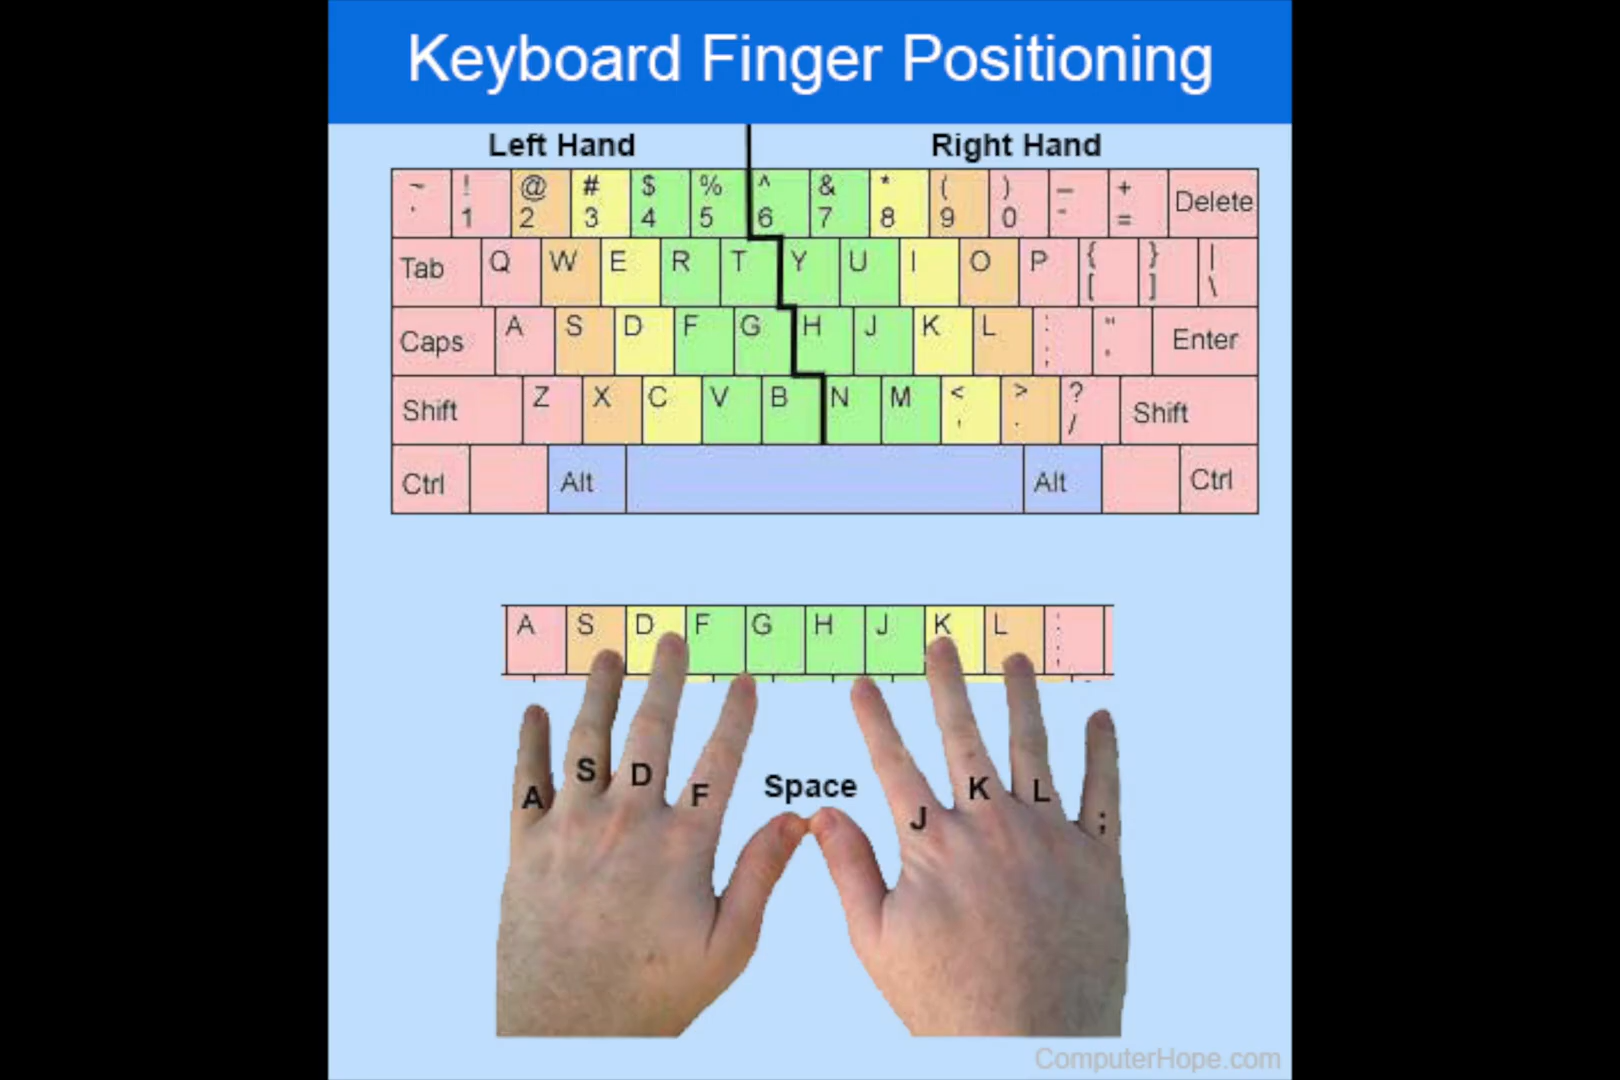 Keyboard Finger Positioning
Left Hand Right Hand
~ ! @ # $ % ^ & * ( ) _ +
` 1 2 3 4 5 6 7 8 9 0 - = Delete
Tab Q W E R T Y U I O P { } |
[ ] \
Caps A S D F G H J K L : " Enter
; '
Shift Z X C V B N M < > ? Shift
, . /
Ctrl Alt Alt Ctrl
A S D F G H J K L :
;
A S D F Space J K L ;
ComputerHope.com